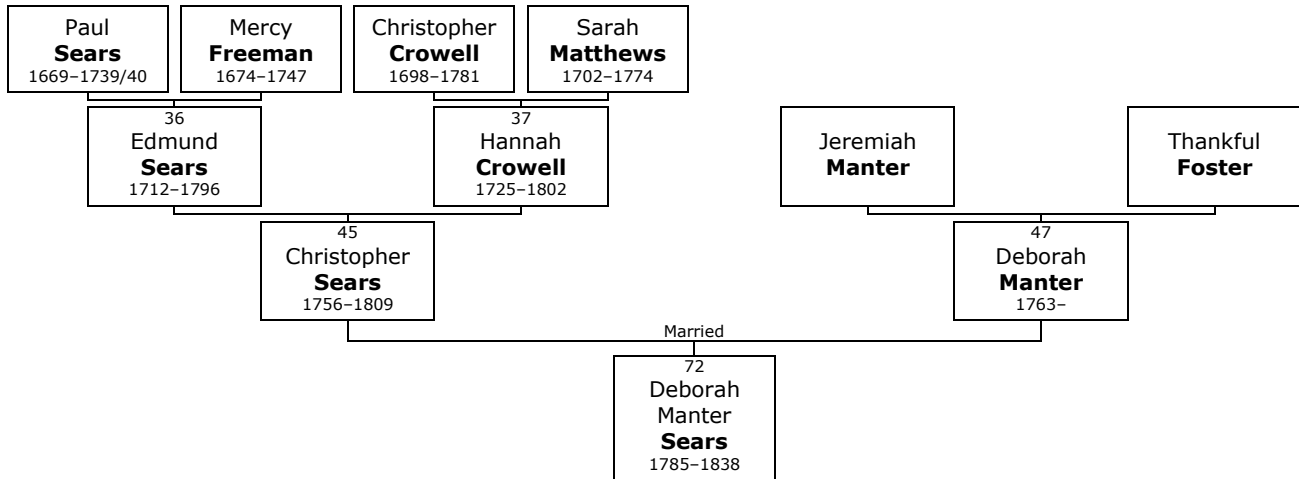 Paul
Sears
1669–1739/40
Mercy
Freeman
1674–1747
Christopher
Crowell
1698–1781
Sarah
Matthews
1702–1774
36
Edmund
Sears
1712–1796
37
Hannah
Crowell
1725–1802
Jeremiah
Manter
Thankful
Foster
45
Christopher
Sears
1756–1809
47
Deborah
Manter
1763–
Married
72
Deborah
Manter
Sears
1785–1838